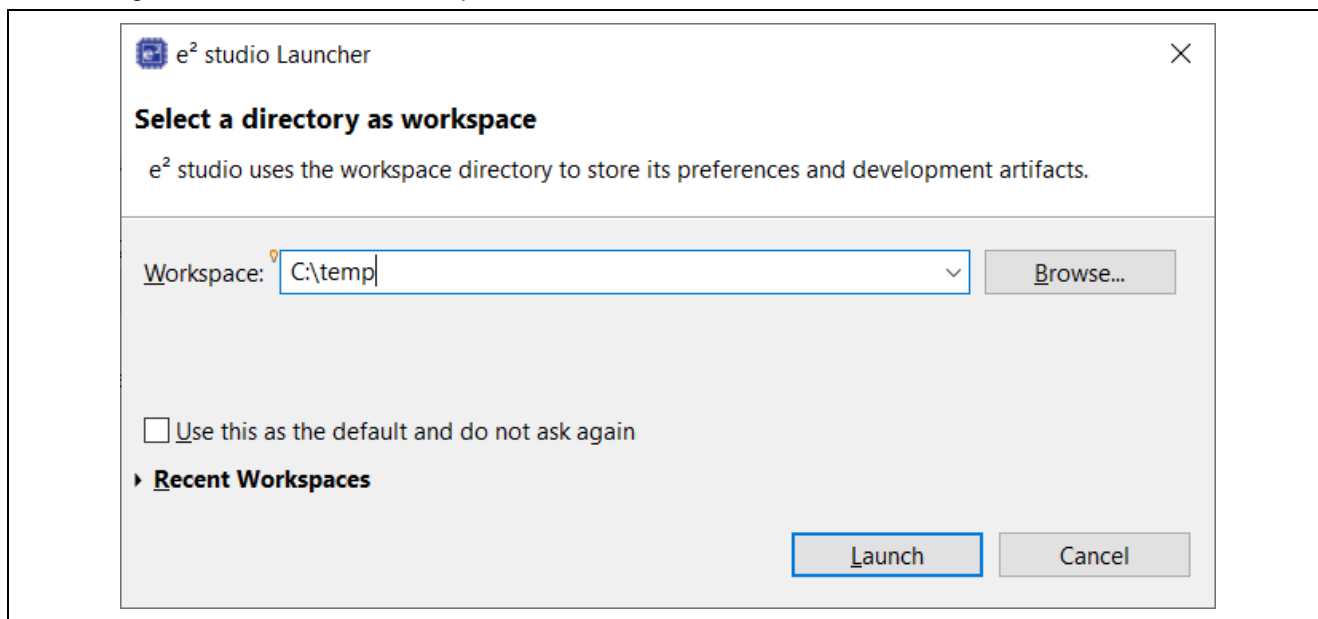 e² studio Launcher
Select a directory as workspace
e² studio uses the workspace directory to store its preferences and development artifacts.
Workspace: C:\temp Browse...
Use this as the default and do not ask again
Recent Workspaces
Launch Cancel